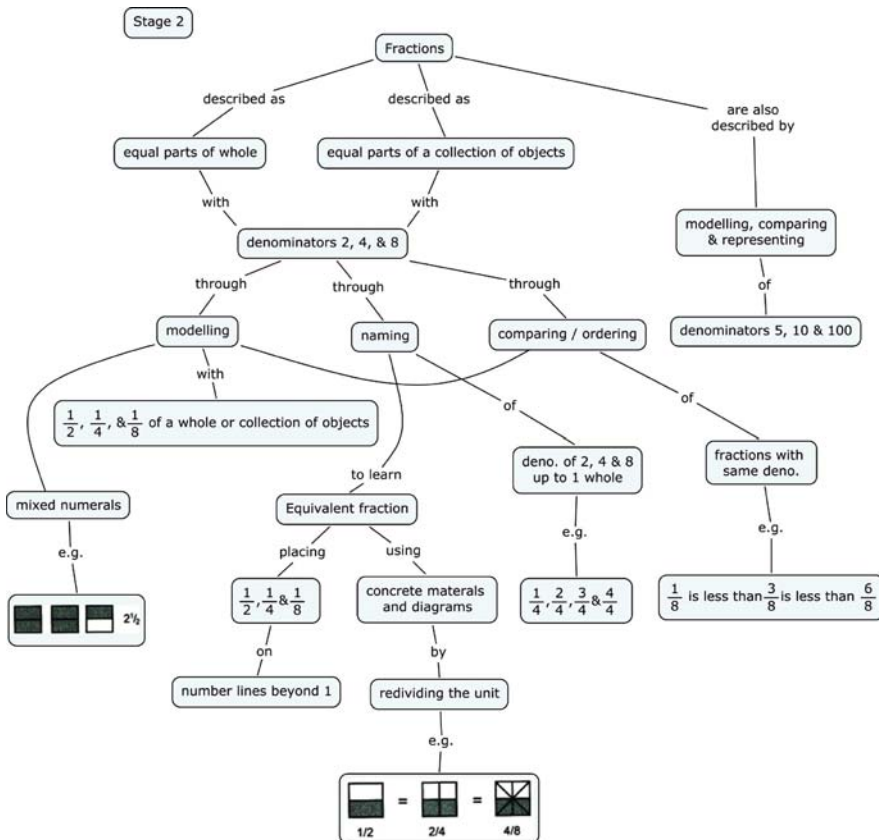 Stage 2
Fractions
described as
described as
are also
described by
equal parts of whole
equal parts of a collection of objects
with
with
modelling, comparing
& representing
denominators 2, 4, & 8
of
through
through
through
denominators 5, 10 & 100
modelling
naming
comparing / ordering
with
1/2, 1/4, &1/8 of a whole or collection of objects
of
of
deno. of 2, 4 & 8
up to 1 whole
fractions with
same deno.
to learn
mixed numerals
Equivalent fraction
e.g.
placing
using
e.g.
e.g.
2½
1/2, 1/4 & 1/8
concrete materals
and diagrams
1/4, 2/4, 3/4 & 4/4
1/8 is less than 3/8 is less than 6/8
on
by
number lines beyond 1
redividing the unit
e.g.
= =
1/2 2/4 4/8